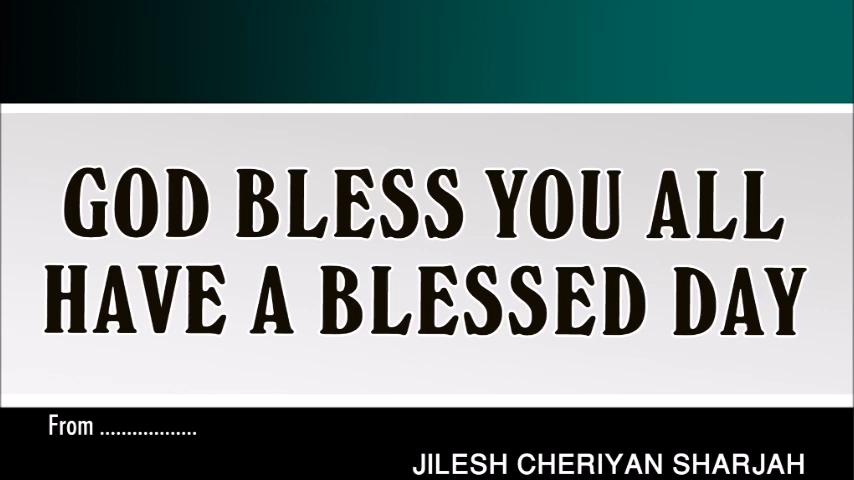 GOD BLESS YOU ALL
HAVE A BLESSED DAY
From ..................
JILESH CHERIYAN SHARJAH